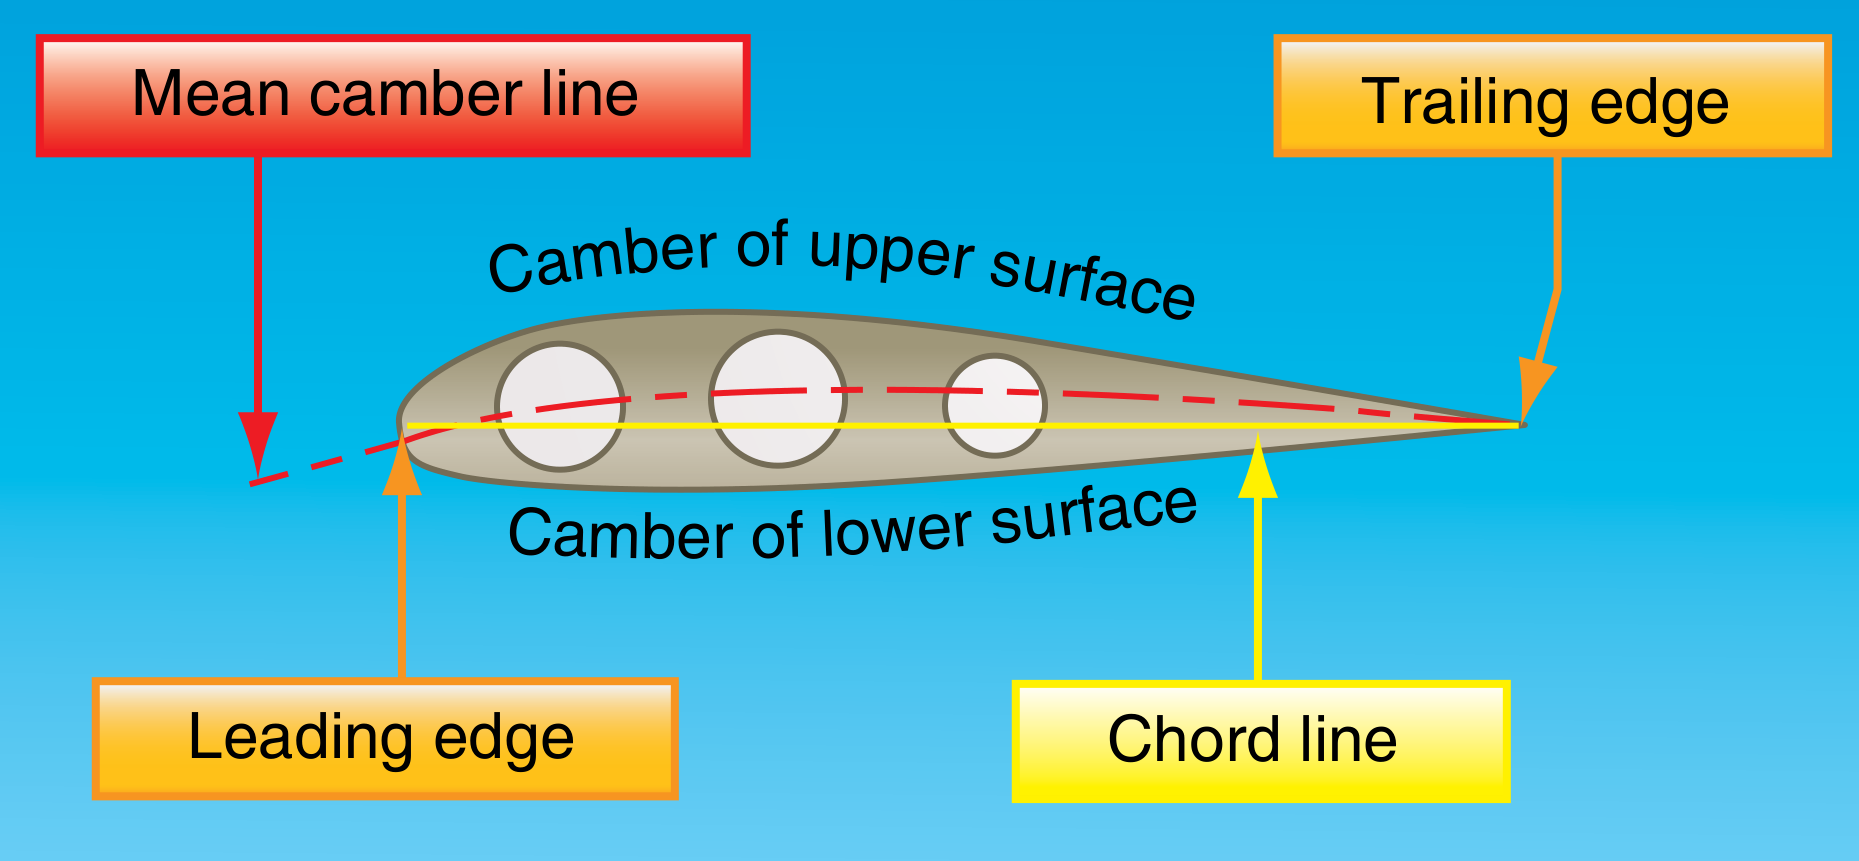 Mean camber line
Trailing edge
Camber of upper surface
Camber of lower surface
Leading edge
Chord line